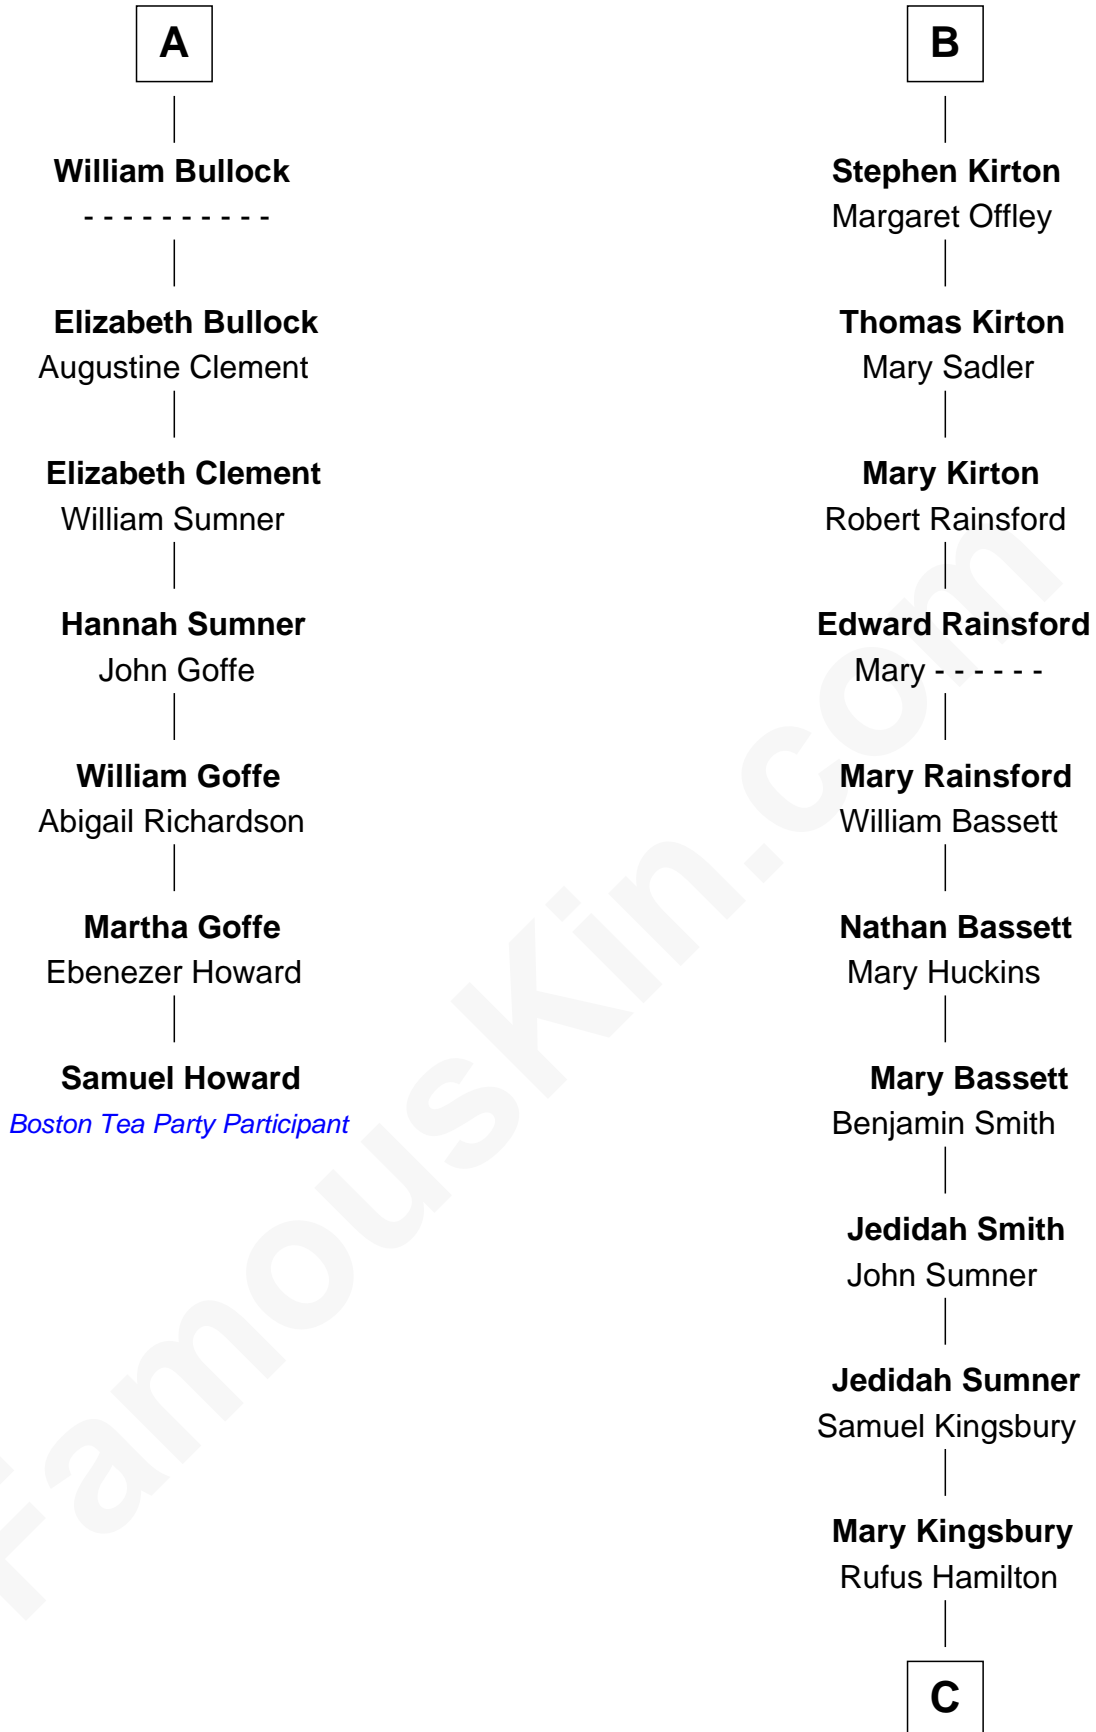 A
William Bullock
- - - - - - - - - -
Elizabeth Bullock
Augustine Clement
Elizabeth Clement
William Sumner
Hannah Sumner
John Goffe
William Goffe
Abigail Richardson
Martha Goffe
Ebenezer Howard
Samuel Howard
Boston Tea Party Participant
B
Stephen Kirton
Margaret Offley
Thomas Kirton
Mary Sadler
Mary Kirton
Robert Rainsford
Edward Rainsford
Mary - - - - - -
Mary Rainsford
William Bassett
Nathan Bassett
Mary Huckins
Mary Bassett
Benjamin Smith
Jedidah Smith
John Sumner
Jedidah Sumner
Samuel Kingsbury
Mary Kingsbury
Rufus Hamilton
C
FamousKin.com